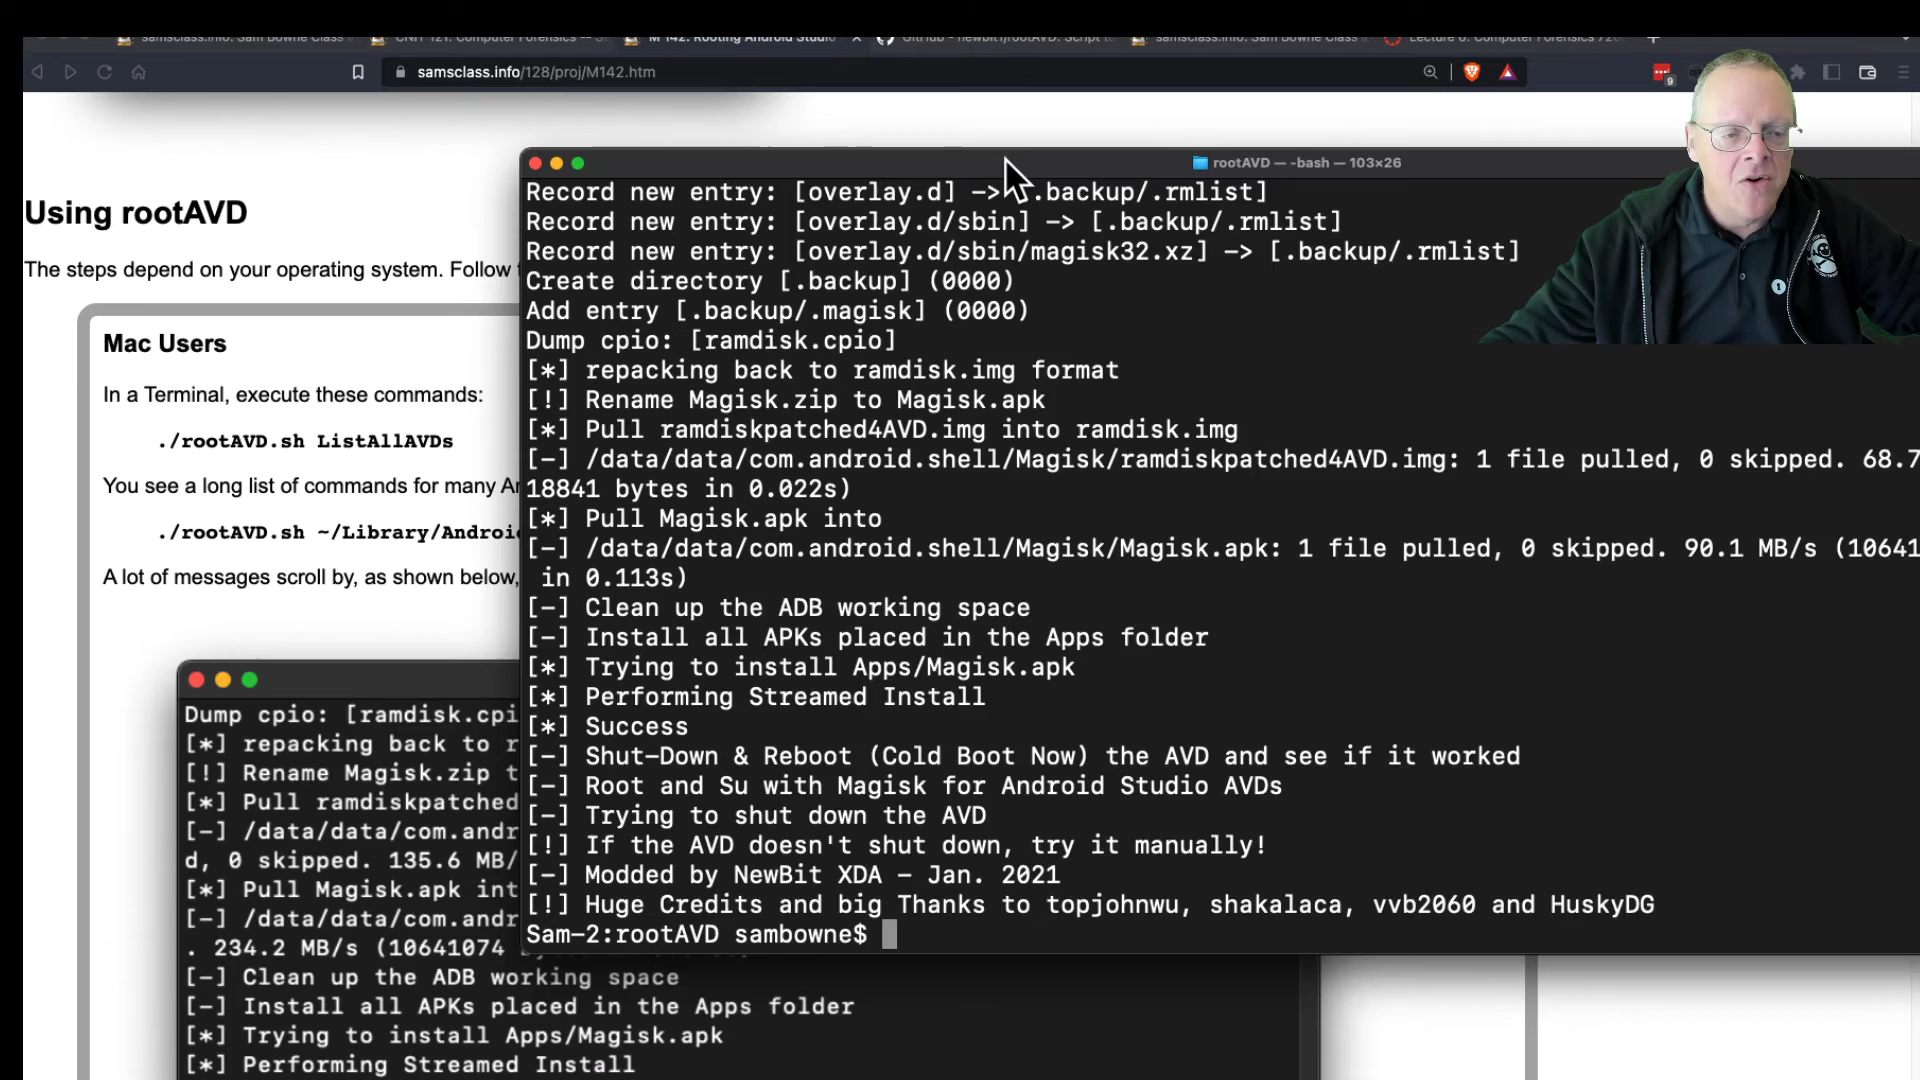 samsclass.info: Sam Bowne Class
CNIT 121: Computer Forensics --
M 142: Rooting Android Studio
GitHub - newbit1/rootAVD: Script to
samsclass.info: Sam Bowne Class
Lecture 6: Computer Forensics
samsclass.info/128/proj/M142.htm
9
Using rootAVD
The steps depend on your operating system. Follow
Mac Users
In a Terminal, execute these commands:
./rootAVD.sh ListAllAVDs
You see a long list of commands for many
./rootAVD.sh ~/Library/Androi
A lot of messages scroll by, as shown below,
Dump cpio: [ramdisk.cpi
[*] repacking back to r
[!] Rename Magisk.zip t
[*] Pull ramdiskpatched
[-] /data/data/com.andr
d, 0 skipped. 135.6 MB/
[*] Pull Magisk.apk int
[-] /data/data/com.andr
. 234.2 MB/s (10641074
[-] Clean up the ADB working space
[-] Install all APKs placed in the Apps folder
[*] Trying to install Apps/Magisk.apk
[*] Performing Streamed Install
rootAVD — -bash — 103×26
Record new entry: [overlay.d] -> [.backup/.rmlist]
Record new entry: [overlay.d/sbin] -> [.backup/.rmlist]
Record new entry: [overlay.d/sbin/magisk32.xz] -> [.backup/.rmlist]
Create directory [.backup] (0000)
Add entry [.backup/.magisk] (0000)
Dump cpio: [ramdisk.cpio]
[*] repacking back to ramdisk.img format
[!] Rename Magisk.zip to Magisk.apk
[*] Pull ramdiskpatched4AVD.img into ramdisk.img
[-] /data/data/com.android.shell/Magisk/ramdiskpatched4AVD.img: 1 file pulled, 0 skipped. 68.7
18841 bytes in 0.022s)
[*] Pull Magisk.apk into
[-] /data/data/com.android.shell/Magisk/Magisk.apk: 1 file pulled, 0 skipped. 90.1 MB/s (10641
in 0.113s)
[-] Clean up the ADB working space
[-] Install all APKs placed in the Apps folder
[*] Trying to install Apps/Magisk.apk
[*] Performing Streamed Install
[*] Success
[-] Shut-Down & Reboot (Cold Boot Now) the AVD and see if it worked
[-] Root and Su with Magisk for Android Studio AVDs
[-] Trying to shut down the AVD
[!] If the AVD doesn't shut down, try it manually!
[-] Modded by NewBit XDA - Jan. 2021
[!] Huge Credits and big Thanks to topjohnwu, shakalaca, vvb2060 and HuskyDG
Sam-2:rootAVD sambowne$